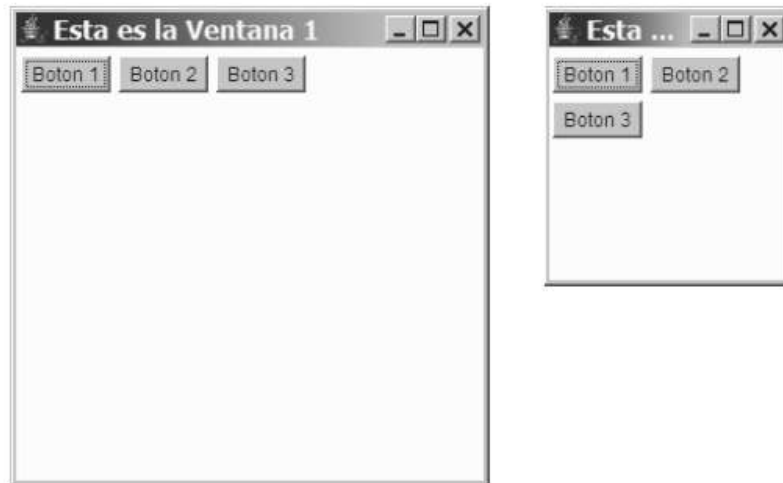 Esta es la Ventana 1
Boton 1 Boton 2 Boton 3
Esta ...
Boton 1 Boton 2
Boton 3